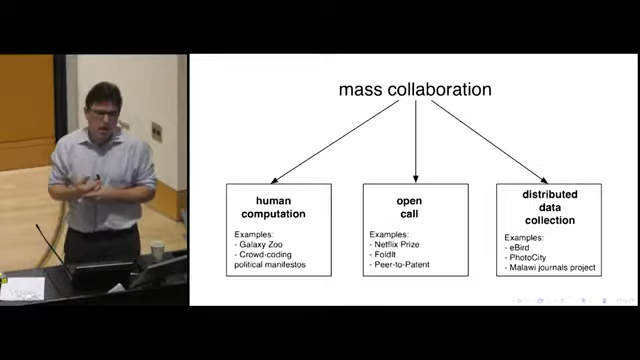 mass collaboration
human
computation
Examples:
- Galaxy Zoo
- Crowd-coding
political manifestos
open
call
Examples:
- Netflix Prize
- FoldIt
- Peer-to-Patent
distributed
data
collection
Examples:
- eBird
- PhotoCity
- Malawi journals project